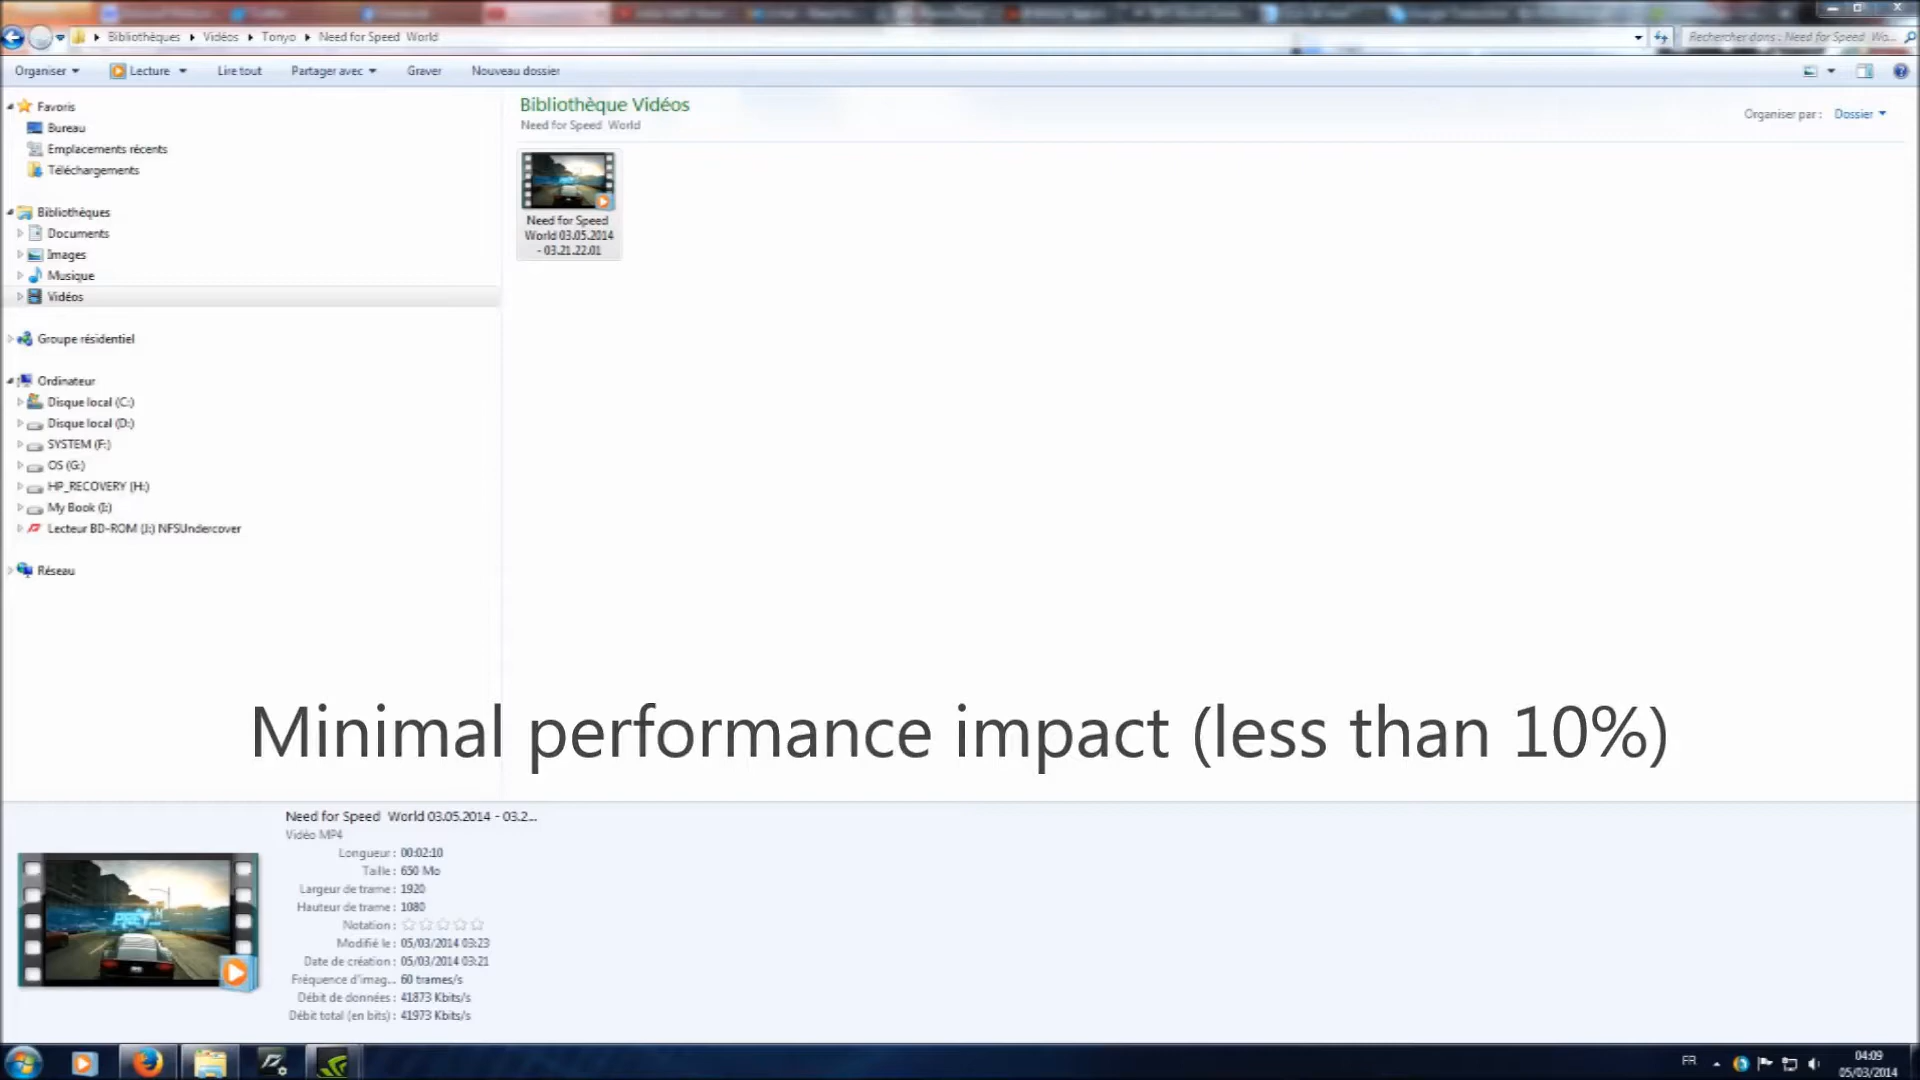 Bibliothèques ▸ Vidéos ▸ Tonyo ▸ Need for Speed World
Rechercher dans : Need for Speed Wo...
Organiser Lecture Lire tout Partager avec Graver Nouveau dossier
Favoris
Bureau
Emplacements récents
Téléchargements
Bibliothèques
Documents
Images
Musique
Vidéos
Groupe résidentiel
Ordinateur
Disque local (C:)
Disque local (D:)
SYSTEM (F:)
OS (G:)
HP_RECOVERY (H:)
My Book (I:)
Lecteur BD-ROM (J:) NFSUndercover
Réseau
Bibliothèque Vidéos
Need for Speed World
Organiser par : Dossier
Need for Speed
World 03.05.2014
- 03.21.22.01
Minimal performance impact (less than 10%)
Need for Speed World 03.05.2014 - 03.2...
Vidéo MP4
Longueur : 00:02:10
Taille : 650 Mo
Largeur de trame : 1920
Hauteur de trame : 1080
Notation :
Modifié le : 05/03/2014 03:23
Date de création : 05/03/2014 03:21
Fréquence d'imag... 60 trames/s
Débit de données : 41873 Kbits/s
Débit total (en bits) : 41973 Kbits/s
FR
04:09
05/03/2014